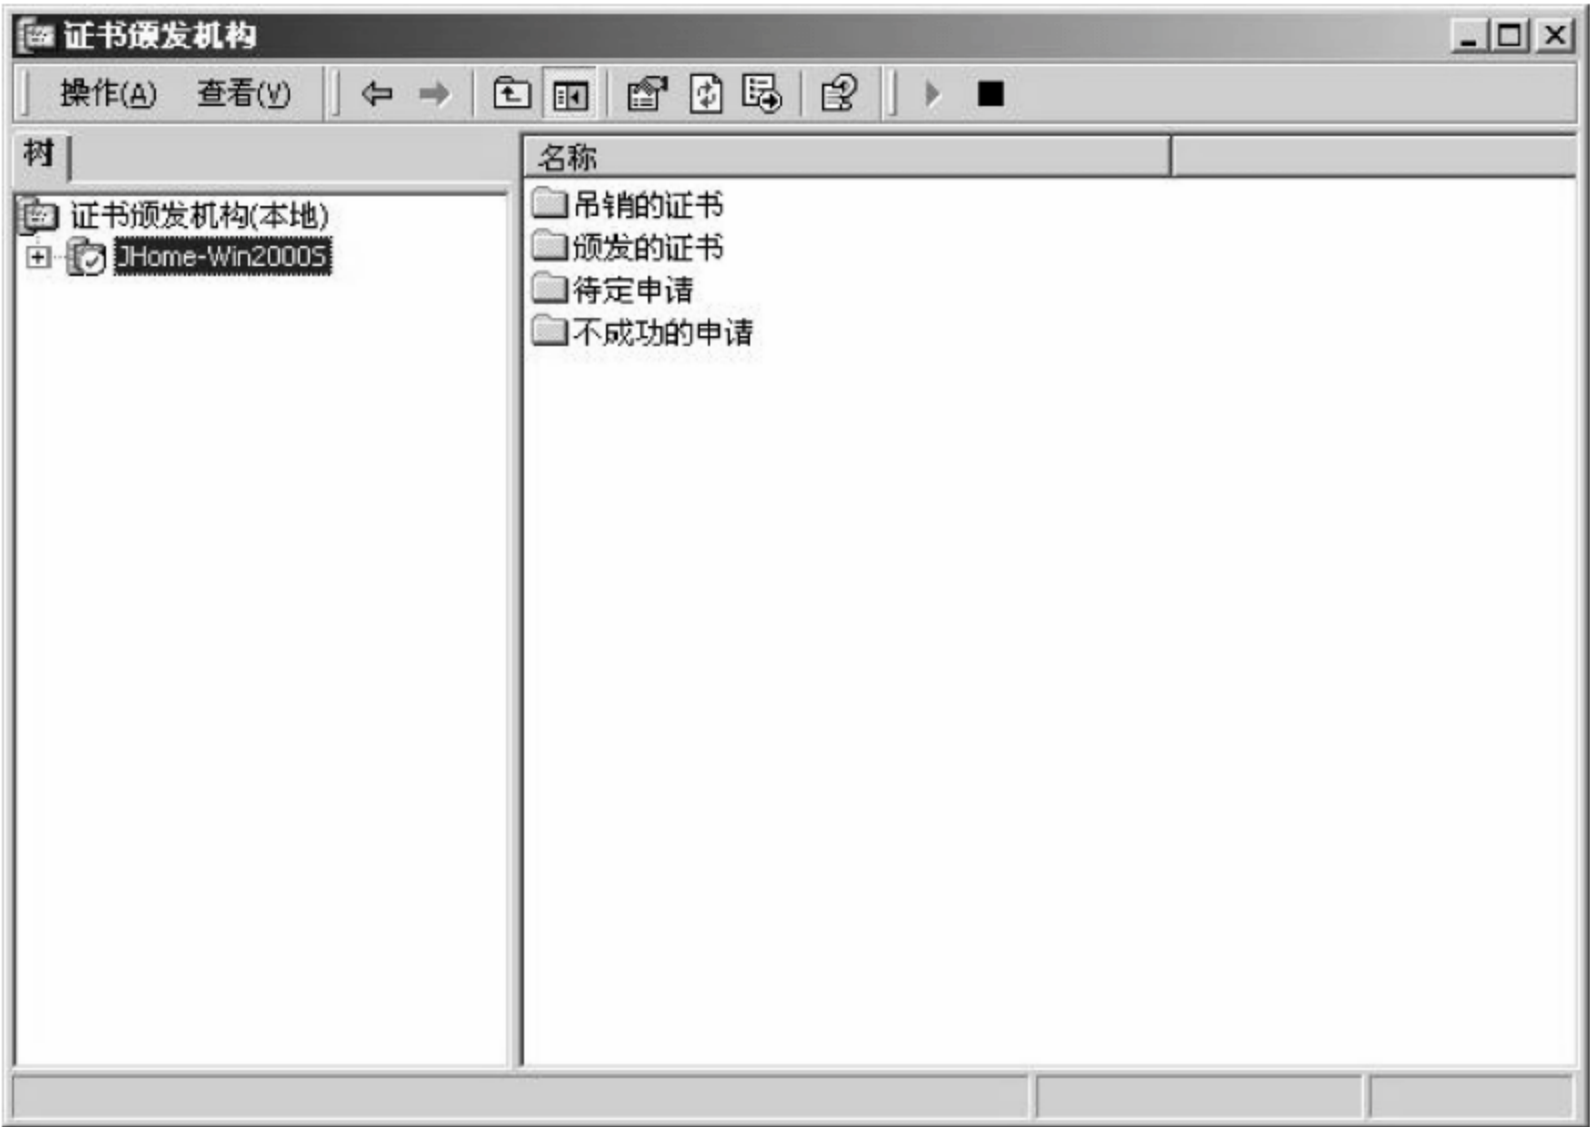 证书颁发机构
操作(A) 查看(V)
树
名称
证书颁发机构(本地)
JHome-Win2000S
吊销的证书
颁发的证书
待定申请
不成功的申请